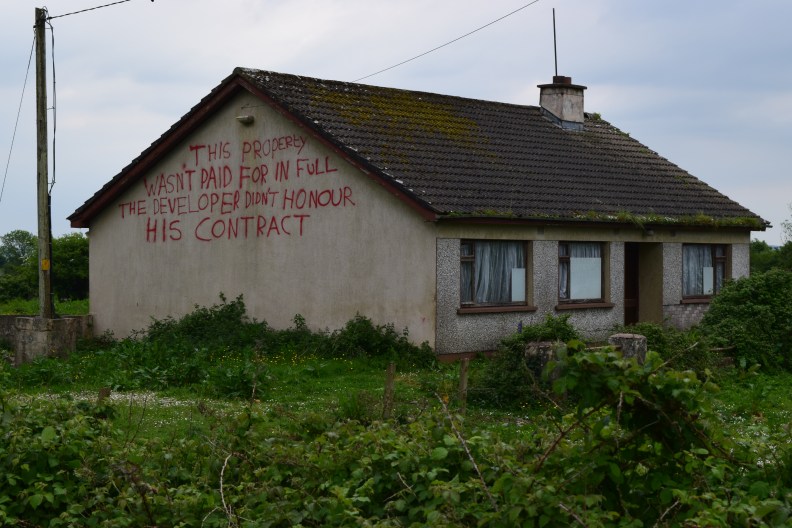 THIS PROPERTY
WASN'T PAID FOR IN FULL
THE DEVELOPER DIDN'T HONOUR
HIS CONTRACT